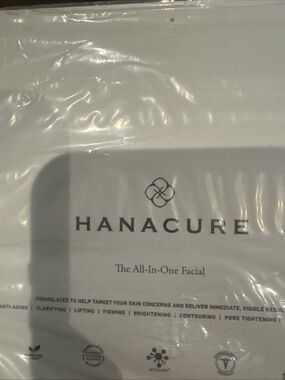 HANACURE
The All-In-One Facial
FORMULATED TO HELP TARGET YOUR SKIN CONCERNS AND DELIVER IMMEDIATE, VISIBLE
ANTI-AGING | CLARIFYING | LIFTING | FIRMING | BRIGHTENING | CONTOURING | PORE TIGHTENING